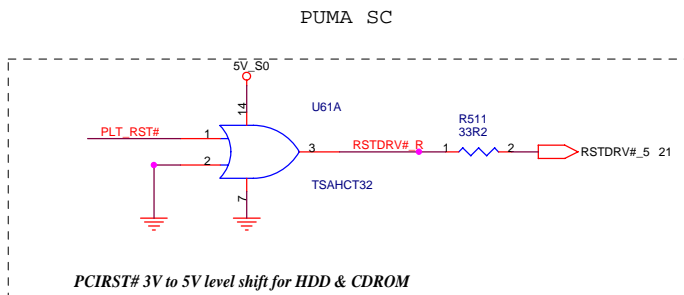 PUMA SC
5V_S0
14
U61A
PLT_RST#
1
2
3
RSTDRV#_R
R511
33R2
1
2
RSTDRV#_5 21
7
TSAHCT32
PCIRST# 3V to 5V level shift for HDD & CDROM